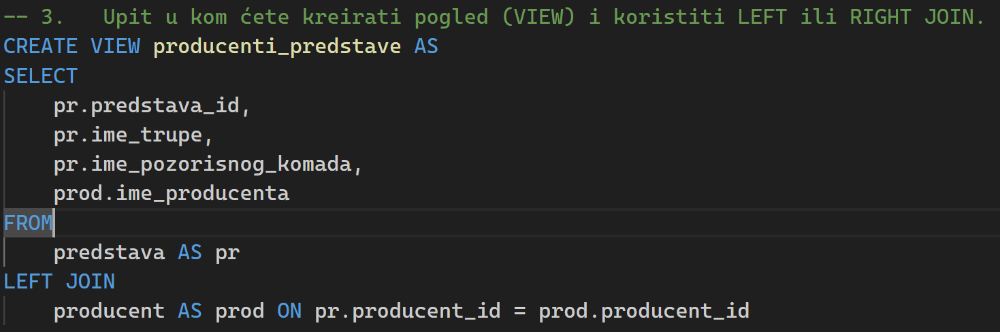 -- 3.   Upit u kom ćete kreirati pogled (VIEW) i koristiti LEFT ili RIGHT JOIN.
CREATE VIEW producenti_predstave AS
SELECT
    pr.predstava_id,
    pr.ime_trupe,
    pr.ime_pozorisnog_komada,
    prod.ime_producenta
FROM
    predstava AS pr
LEFT JOIN
    producent AS prod ON pr.producent_id = prod.producent_id